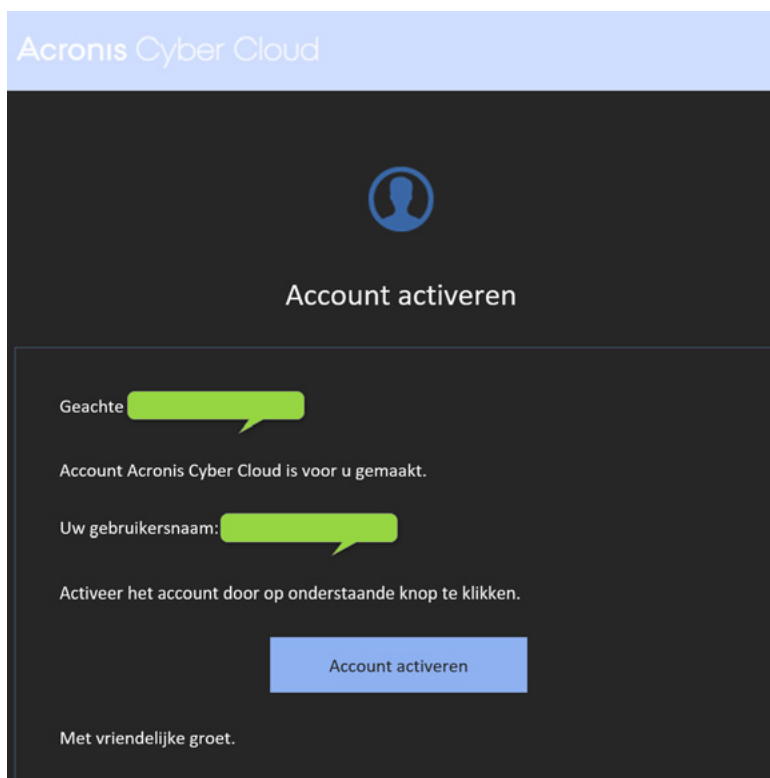 Acronis Cyber Cloud
Account activeren
Geachte
Account Acronis Cyber Cloud is voor u gemaakt.
Uw gebruikersnaam:
Activeer het account door op onderstaande knop te klikken.
Account activeren
Met vriendelijke groet.